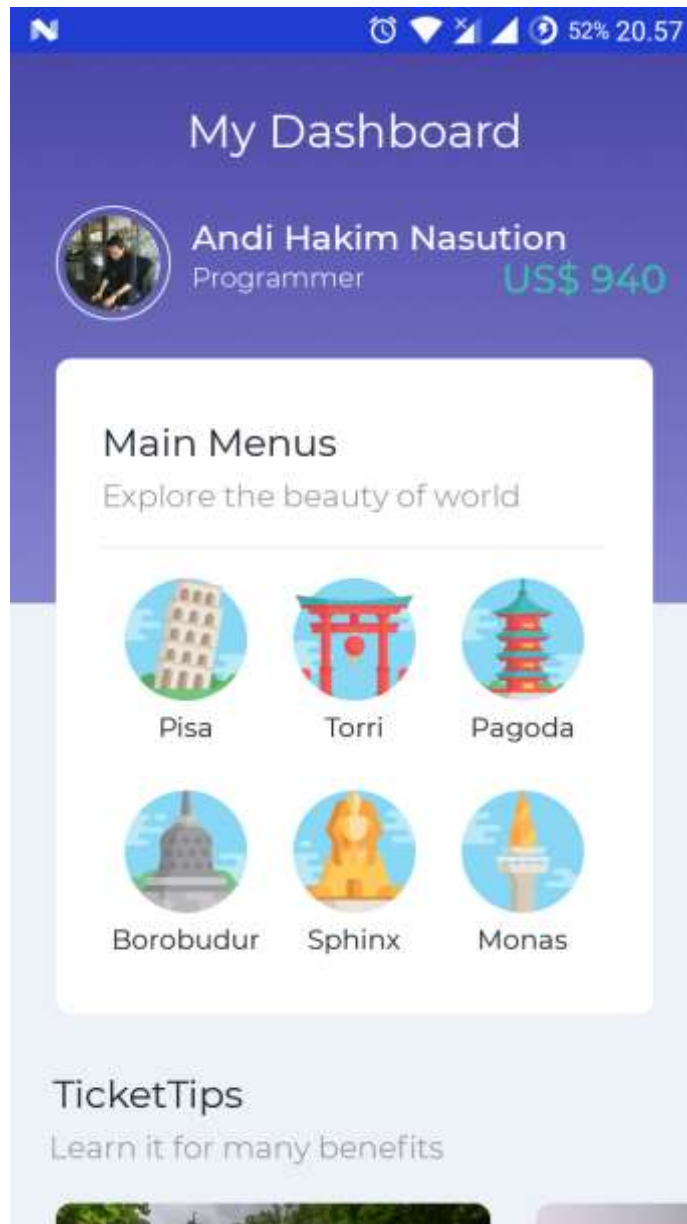 52% 20.57
My Dashboard
Andi Hakim Nasution
Programmer US$ 940
Main Menus
Explore the beauty of world
Pisa Torri Pagoda
Borobudur Sphinx Monas
TicketTips
Learn it for many benefits